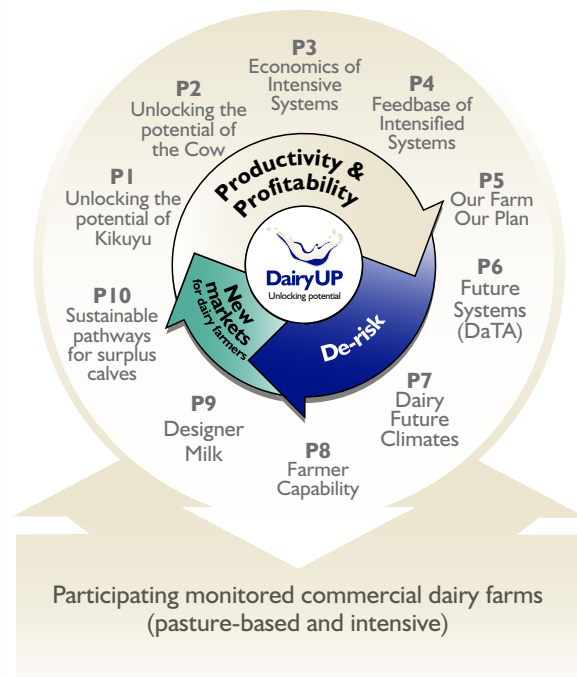 P3
Economics of
Intensive
Systems
P4
Feedbase of
Intensified
Systems
P2
Unlocking the
potential of
the Cow
P1
Unlocking the
potential of
Kikuyu
P5
Our Farm
Our Plan
P6
Future
Systems
(DaTA)
P7
Dairy
Future
Climates
P8
Farmer
Capability
P9
Designer
Milk
P10
Sustainable
pathways
for surplus
calves
Productivity &
Profitability
De-risk
New
markets
for dairy farmers
DairyUP
Unlocking potential
Participating monitored commercial dairy farms
(pasture-based and intensive)